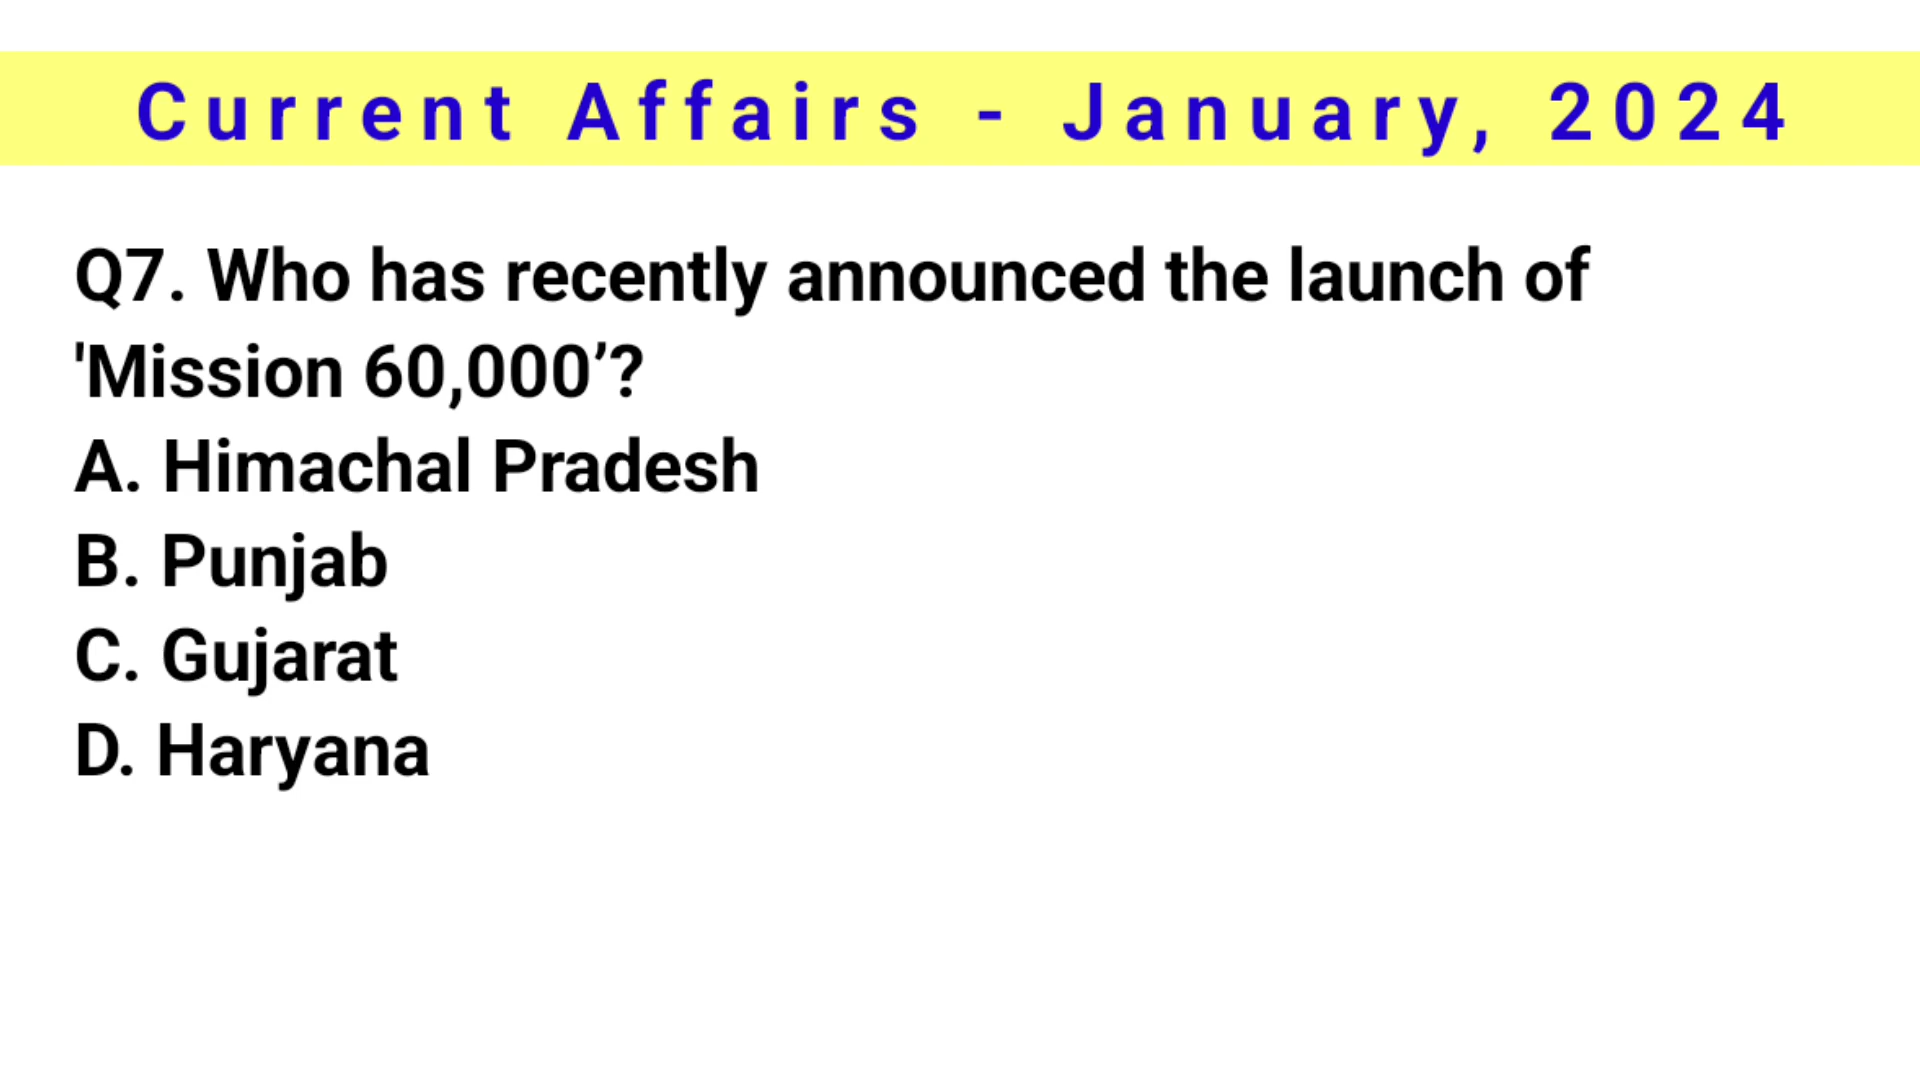 Current Affairs - January, 2024
Q7. Who has recently announced the launch of
'Mission 60,000’?
A. Himachal Pradesh
B. Punjab
C. Gujarat
D. Haryana